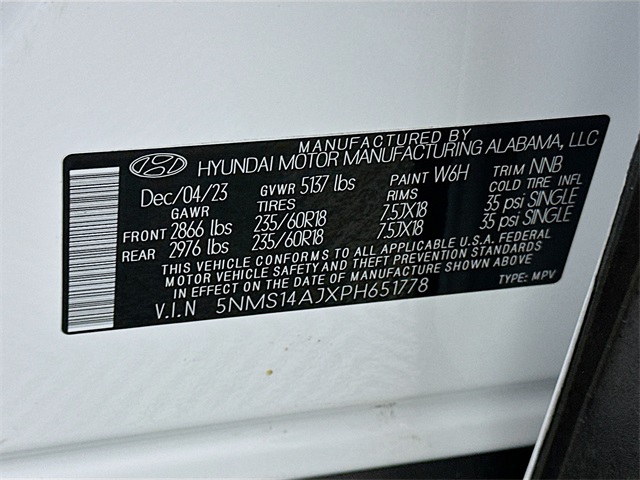 MANUFACTURED BY
HYUNDAI MOTOR MANUFACTURING ALABAMA, LLC
Dec/04/23 GVWR 5137 lbs PAINT W6H TRIM NNB
GAWR TIRES RIMS COLD TIRE INFL
FRONT 2866 lbs 235/60R18 7.5JX18 35 psi SINGLE
REAR 2976 lbs 235/60R18 7.5JX18 35 psi SINGLE
THIS VEHICLE CONFORMS TO ALL APPLICABLE U.S.A. FEDERAL
MOTOR VEHICLE SAFETY AND THEFT PREVENTION STANDARDS
IN EFFECT ON THE DATE OF MANUFACTURE SHOWN ABOVE.
V.I.N 5NMS14AJXPH651778 TYPE: MPV